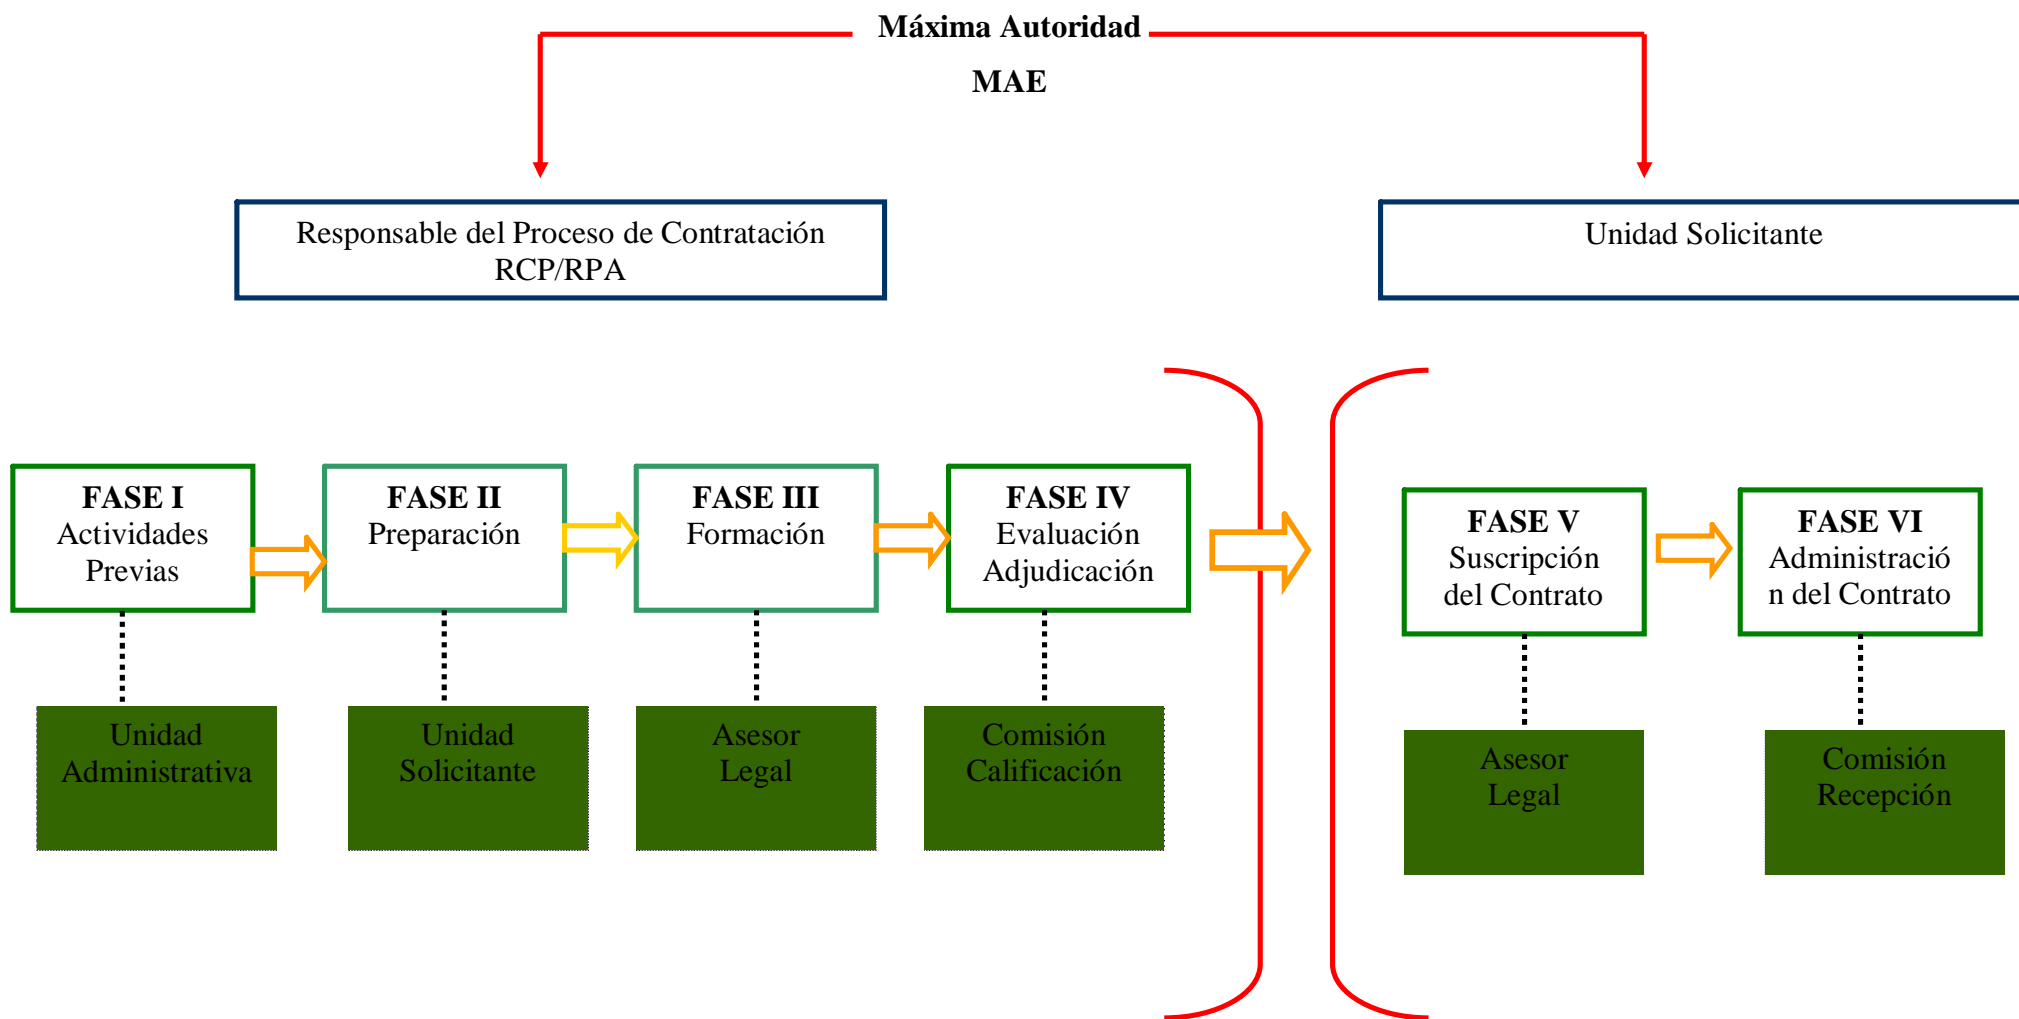 Máxima Autoridad
MAE
Responsable del Proceso de Contratación
RCP/RPA
Unidad Solicitante
FASE I
Actividades
Previas
FASE II
Preparación
FASE III
Formación
FASE IV
Evaluación
Adjudicación
FASE V
Suscripción
del Contrato
FASE VI
Administració
n del Contrato
Unidad
Administrativa
Unidad
Solicitante
Asesor
Legal
Comisión
Calificación
Asesor
Legal
Comisión
Recepción